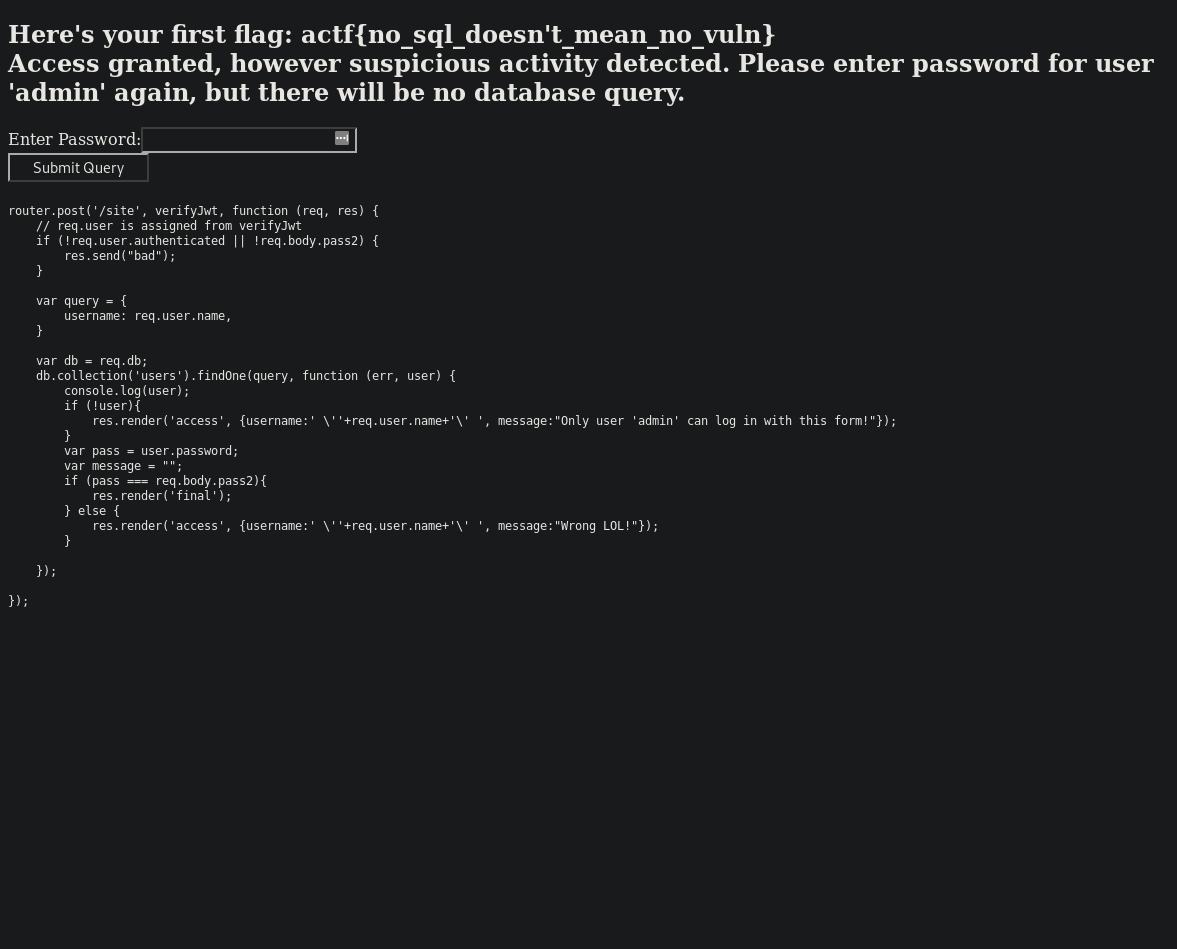 Here's your first flag: actf{no_sql_doesn't_mean_no_vuln}
Access granted, however suspicious activity detected. Please enter password for user
'admin' again, but there will be no database query.
Enter Password:
Submit Query
router.post('/site', verifyJwt, function (req, res) {
    // req.user is assigned from verifyJwt
    if (!req.user.authenticated || !req.body.pass2) {
        res.send("bad");
    }

    var query = {
        username: req.user.name,
    }

    var db = req.db;
    db.collection('users').findOne(query, function (err, user) {
        console.log(user);
        if (!user){
            res.render('access', {username:' \''+req.user.name+'\' ', message:"Only user 'admin' can log in with this form!"});
        }
        var pass = user.password;
        var message = "";
        if (pass === req.body.pass2){
            res.render('final');
        } else {
            res.render('access', {username:' \''+req.user.name+'\' ', message:"Wrong LOL!"});
        }

    });

});